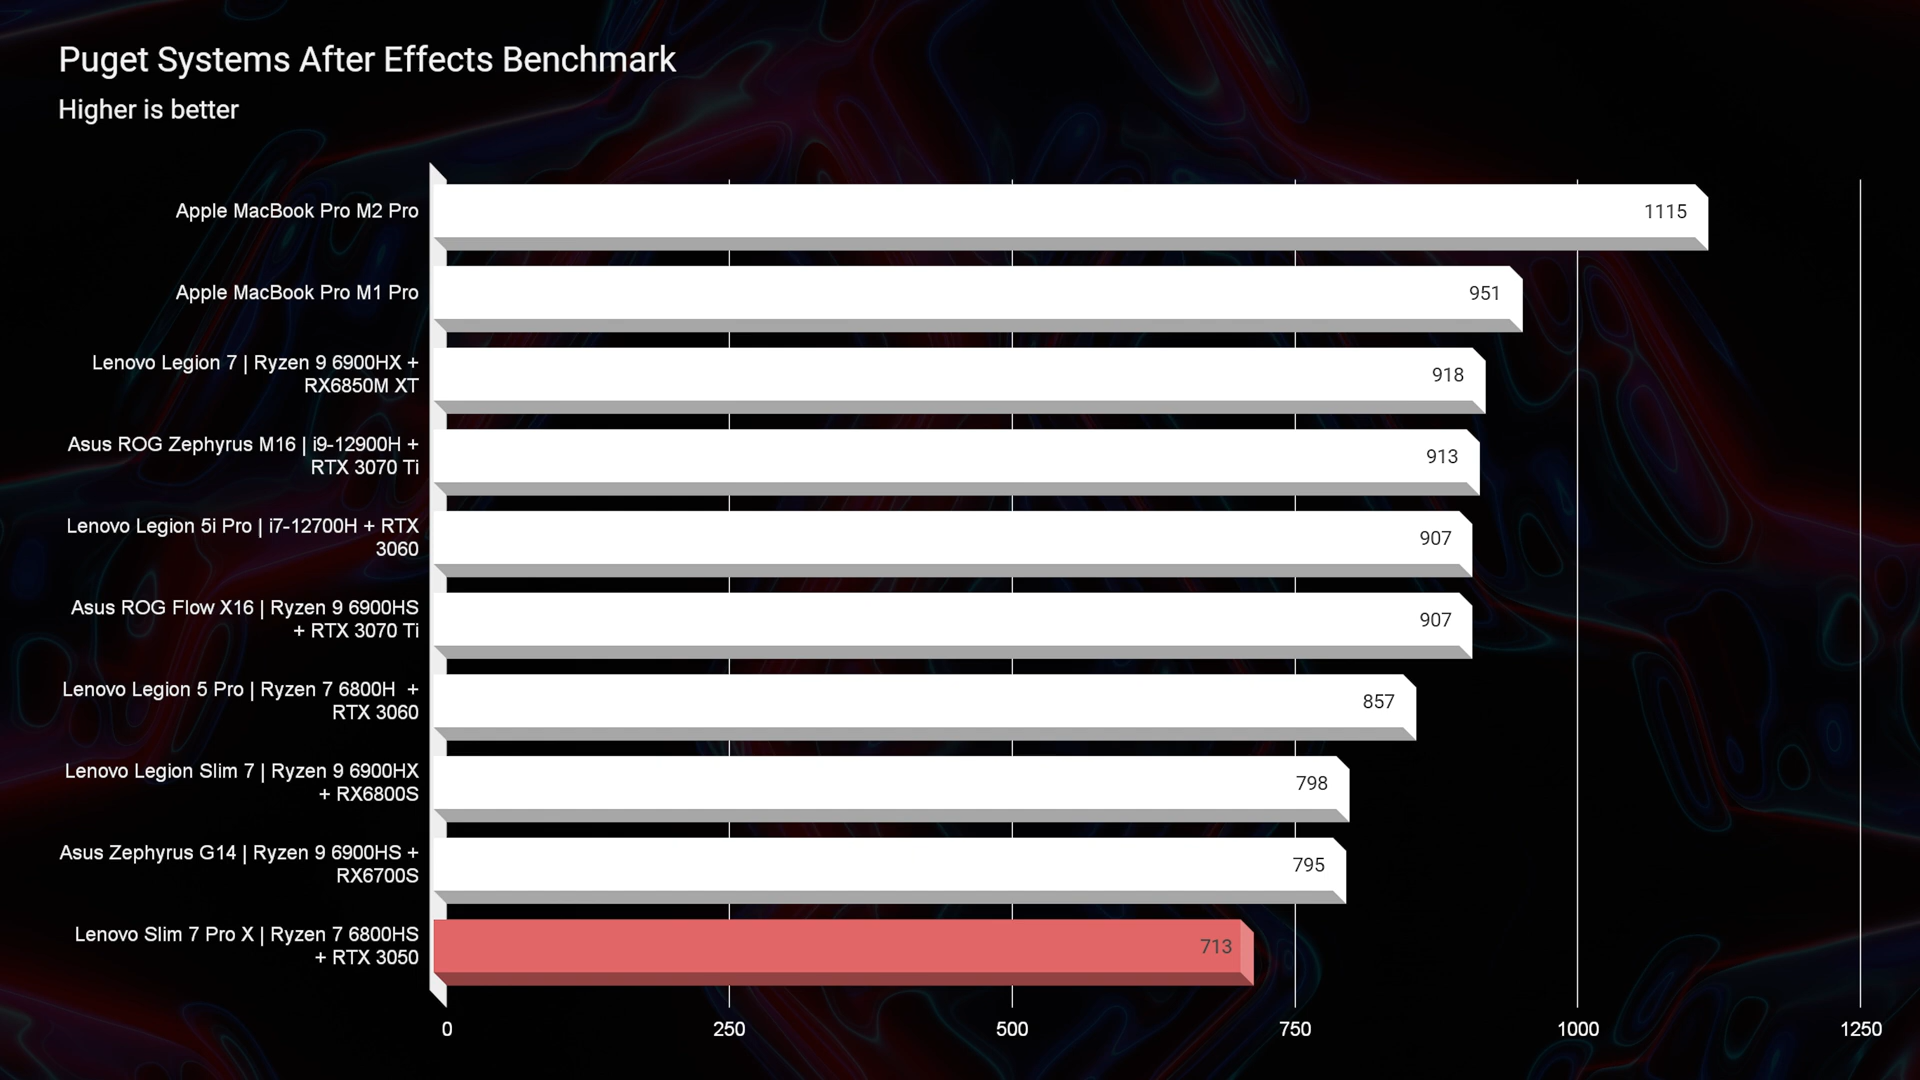 Puget Systems After Effects Benchmark
Higher is better
Apple MacBook Pro M2 Pro
1115
Apple MacBook Pro M1 Pro
951
Lenovo Legion 7 | Ryzen 9 6900HX +
RX6850M XT
918
Asus ROG Zephyrus M16 | i9-12900H +
RTX 3070 Ti
913
Lenovo Legion 5i Pro | i7-12700H + RTX
3060
907
Asus ROG Flow X16 | Ryzen 9 6900HS
+ RTX 3070 Ti
907
Lenovo Legion 5 Pro | Ryzen 7 6800H +
RTX 3060
857
Lenovo Legion Slim 7 | Ryzen 9 6900HX
+ RX6800S
798
Asus Zephyrus G14 | Ryzen 9 6900HS +
RX6700S
795
Lenovo Slim 7 Pro X | Ryzen 7 6800HS
+ RTX 3050
713
0 250 500 750 1000 1250